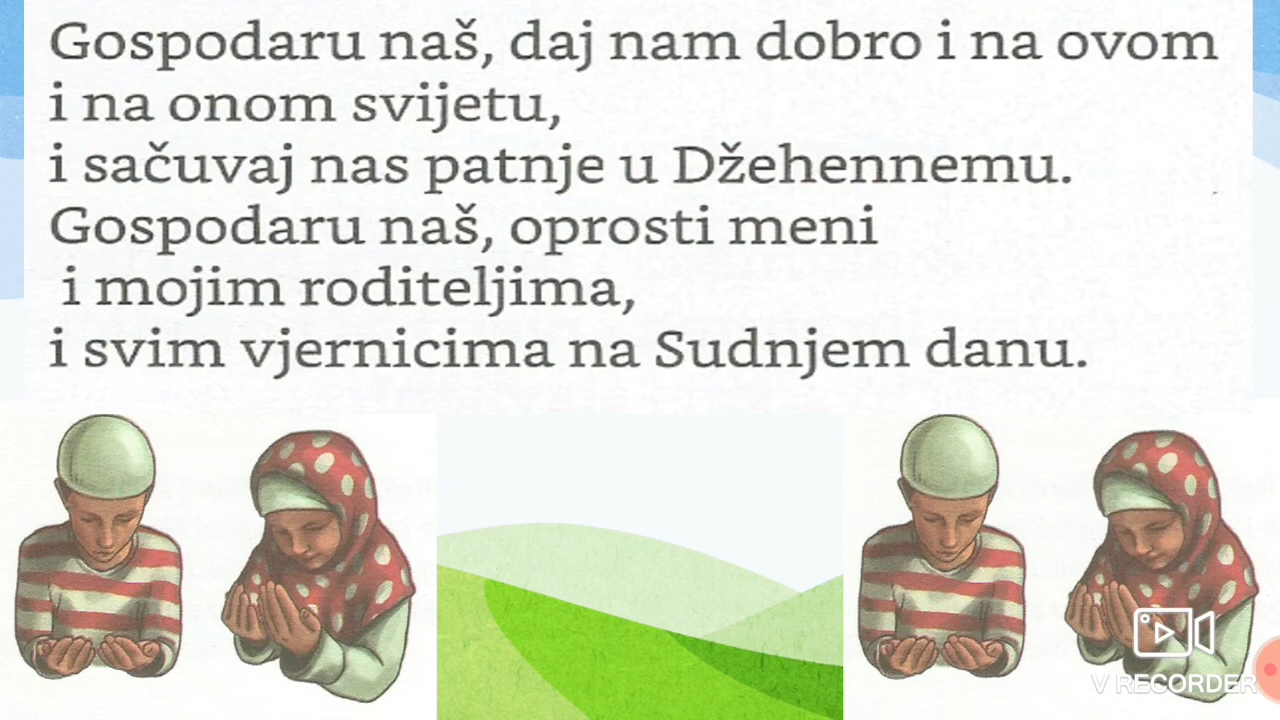 Gospodaru naš, daj nam dobro i na ovom
i na onom svijetu,
i sačuvaj nas patnje u Džehennemu.
Gospodaru naš, oprosti meni
i mojim roditeljima,
i svim vjernicima na Sudnjem danu.
V RECORDER